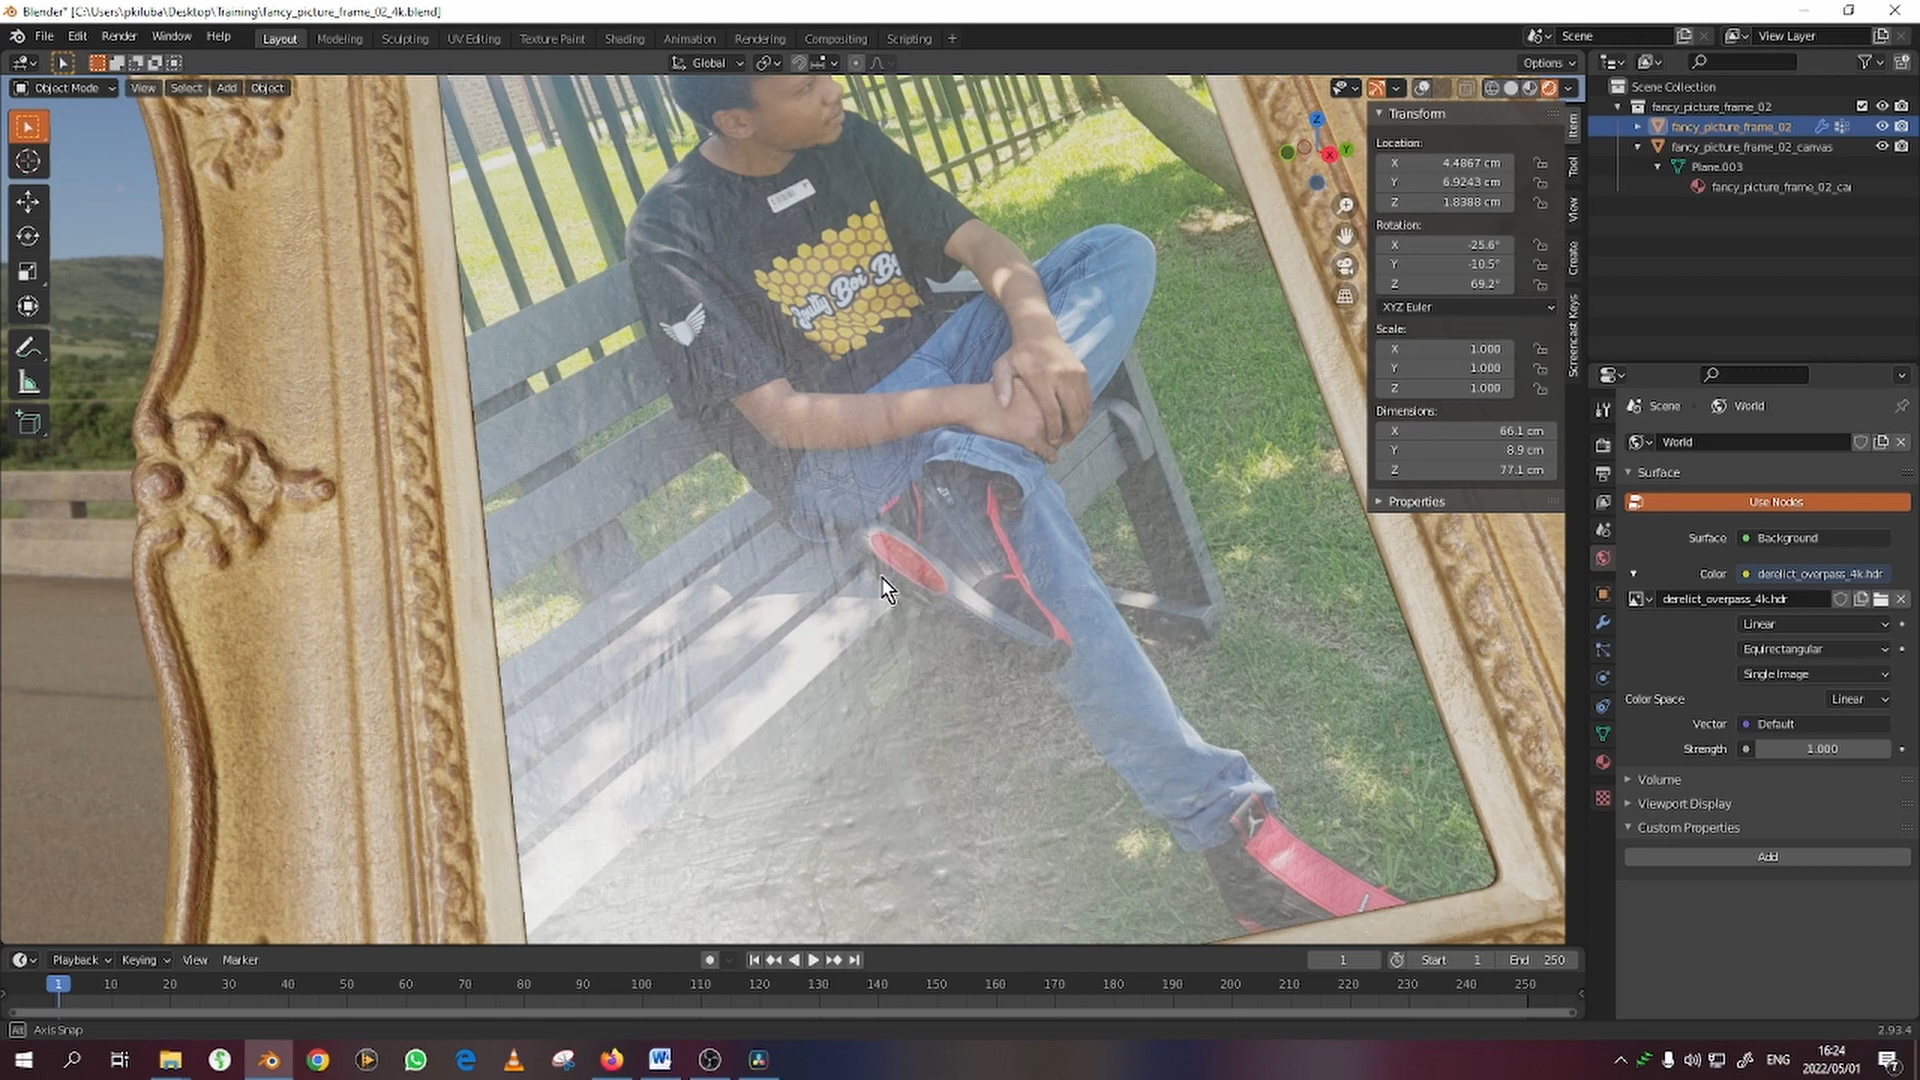 Blender* [C:\Users\pkiluba\Desktop\Training\fancy_picture_frame_02_4k.blend]
File Edit Render Window Help
Layout Modeling Sculpting UV Editing Texture Paint Shading Animation Rendering Compositing Scripting +
Scene
View Layer
Global
Options
Object Mode View Select Add Object
Transform
Location:
X 4.4867 cm
Y 6.9243 cm
Z 1.8388 cm
Rotation:
X -25.6°
Y -10.5°
Z 69.2°
XYZ Euler
Scale:
X 1.000
Y 1.000
Z 1.000
Dimensions:
X 66.1 cm
Y 8.9 cm
Z 77.1 cm
Properties
Item
Tool
View
Create
Screencast Keys
Z
Y
X
Boi
Scene Collection
fancy_picture_frame_02
fancy_picture_frame_02
fancy_picture_frame_02_canvas
Plane.003
fancy_picture_frame_02_ca
Scene World
World
Surface
Use Nodes
Surface Background
Color derelict_overpass_4k.hdr
derelict_overpass_4k.hdr
Linear
Equirectangular
Single Image
Color Space Linear
Vector Default
Strength 1.000
Volume
Viewport Display
Custom Properties
Add
Playback Keying View Marker
1 Start 1 End 250
1 10 20 30 40 50 60 70 80 90 100 110 120 130 140 150 160 170 180 190 200 210 220 230 240 250
Alt Axis Snap
2.93.4
ENG
16:24
2022/05/01